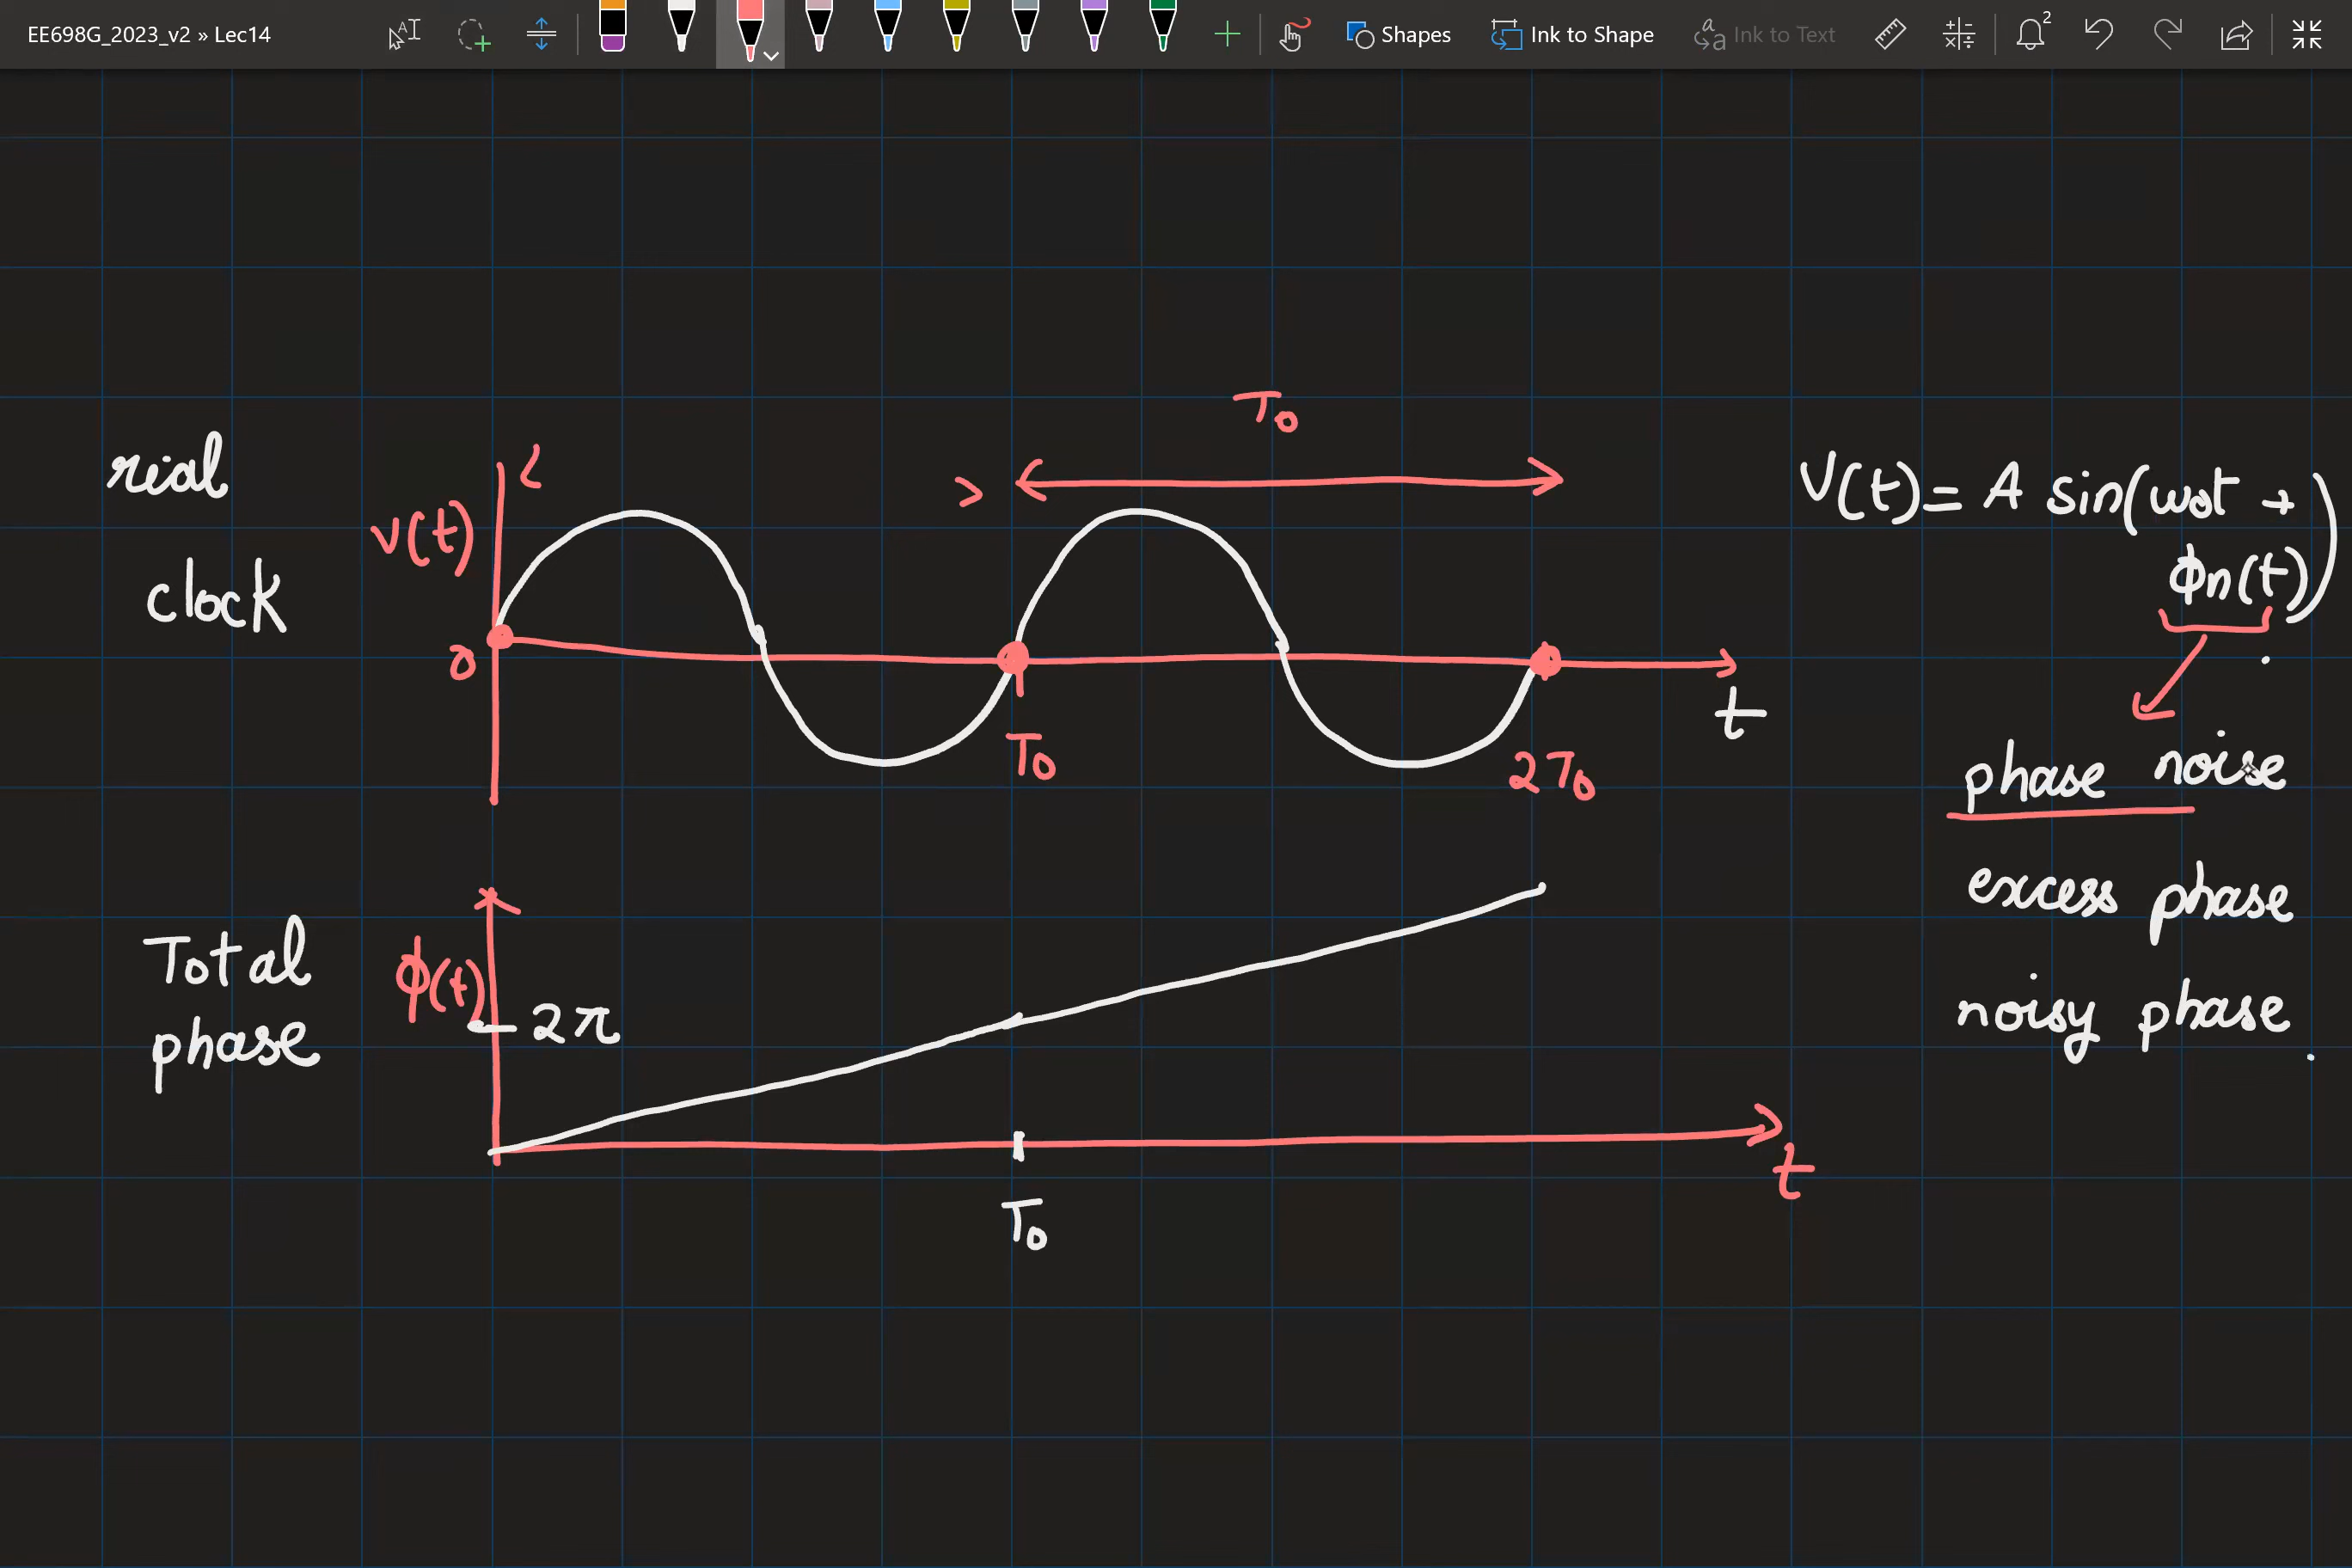 EE698G_2023_v2 » Lec14
Shapes
Ink to Shape
Ink to Text
2
T₀
real
clock
V(t)
0
T₀
2T₀
t
V(t) = A sin(ω₀t +
ϕn(t))
phase noise
excess phase
noisy phase.
Total
phase
ϕ(t)
2π
t
T₀